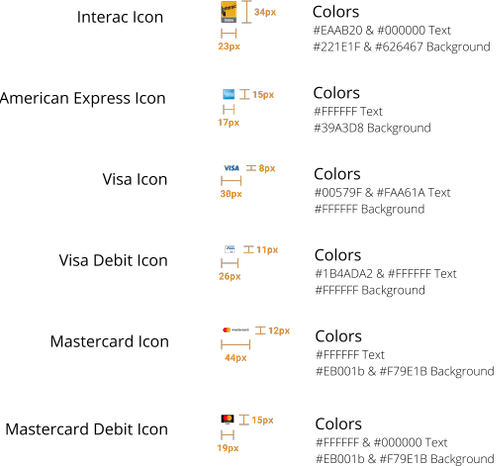 Interac Icon
Interac
34px
23px
Colors
#EAAB20 & #000000 Text
#221E1F & #626467 Background
American Express Icon
15px
17px
Colors
#FFFFFF Text
#39A3D8 Background
Visa Icon
VISA
8px
30px
Colors
#00579F & #FAA61A Text
#FFFFFF Background
Visa Debit Icon
11px
26px
Colors
#1B4ADA2 & #FFFFFF Text
#FFFFFF Background
Mastercard Icon
mastercard
12px
44px
Colors
#FFFFFF Text
#EB001b & #F79E1B Background
Mastercard Debit Icon
15px
19px
Colors
#FFFFFF & #000000 Text
#EB001b & #F79E1B Background